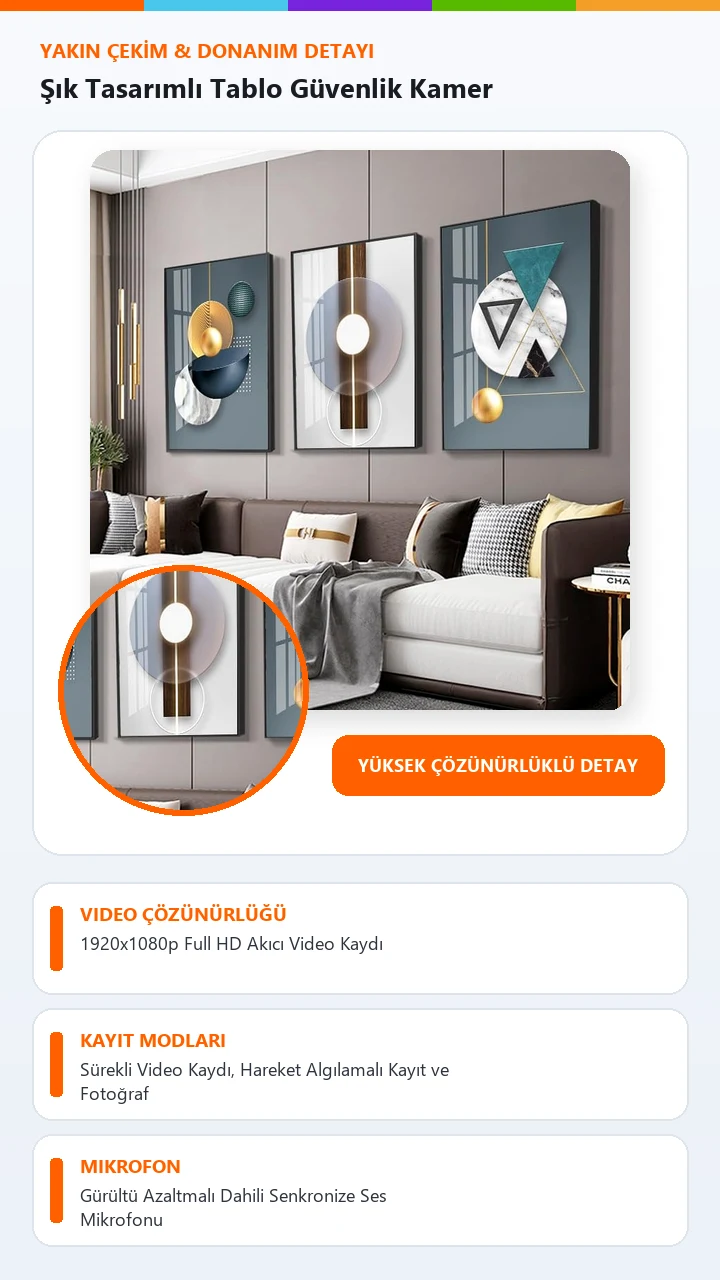 YAKIN ÇEKİM & DONANIM DETAYI
Şık Tasarımlı Tablo Güvenlik Kamer
CHA
YÜKSEK ÇÖZÜNÜRLÜKLÜ DETAY
VIDEO ÇÖZÜNÜRLÜĞÜ
1920x1080p Full HD Akıcı Video Kaydı
KAYIT MODLARI
Sürekli Video Kaydı, Hareket Algılamalı Kayıt ve
Fotoğraf
MIKROFON
Gürültü Azaltmalı Dahili Senkronize Ses
Mikrofonu